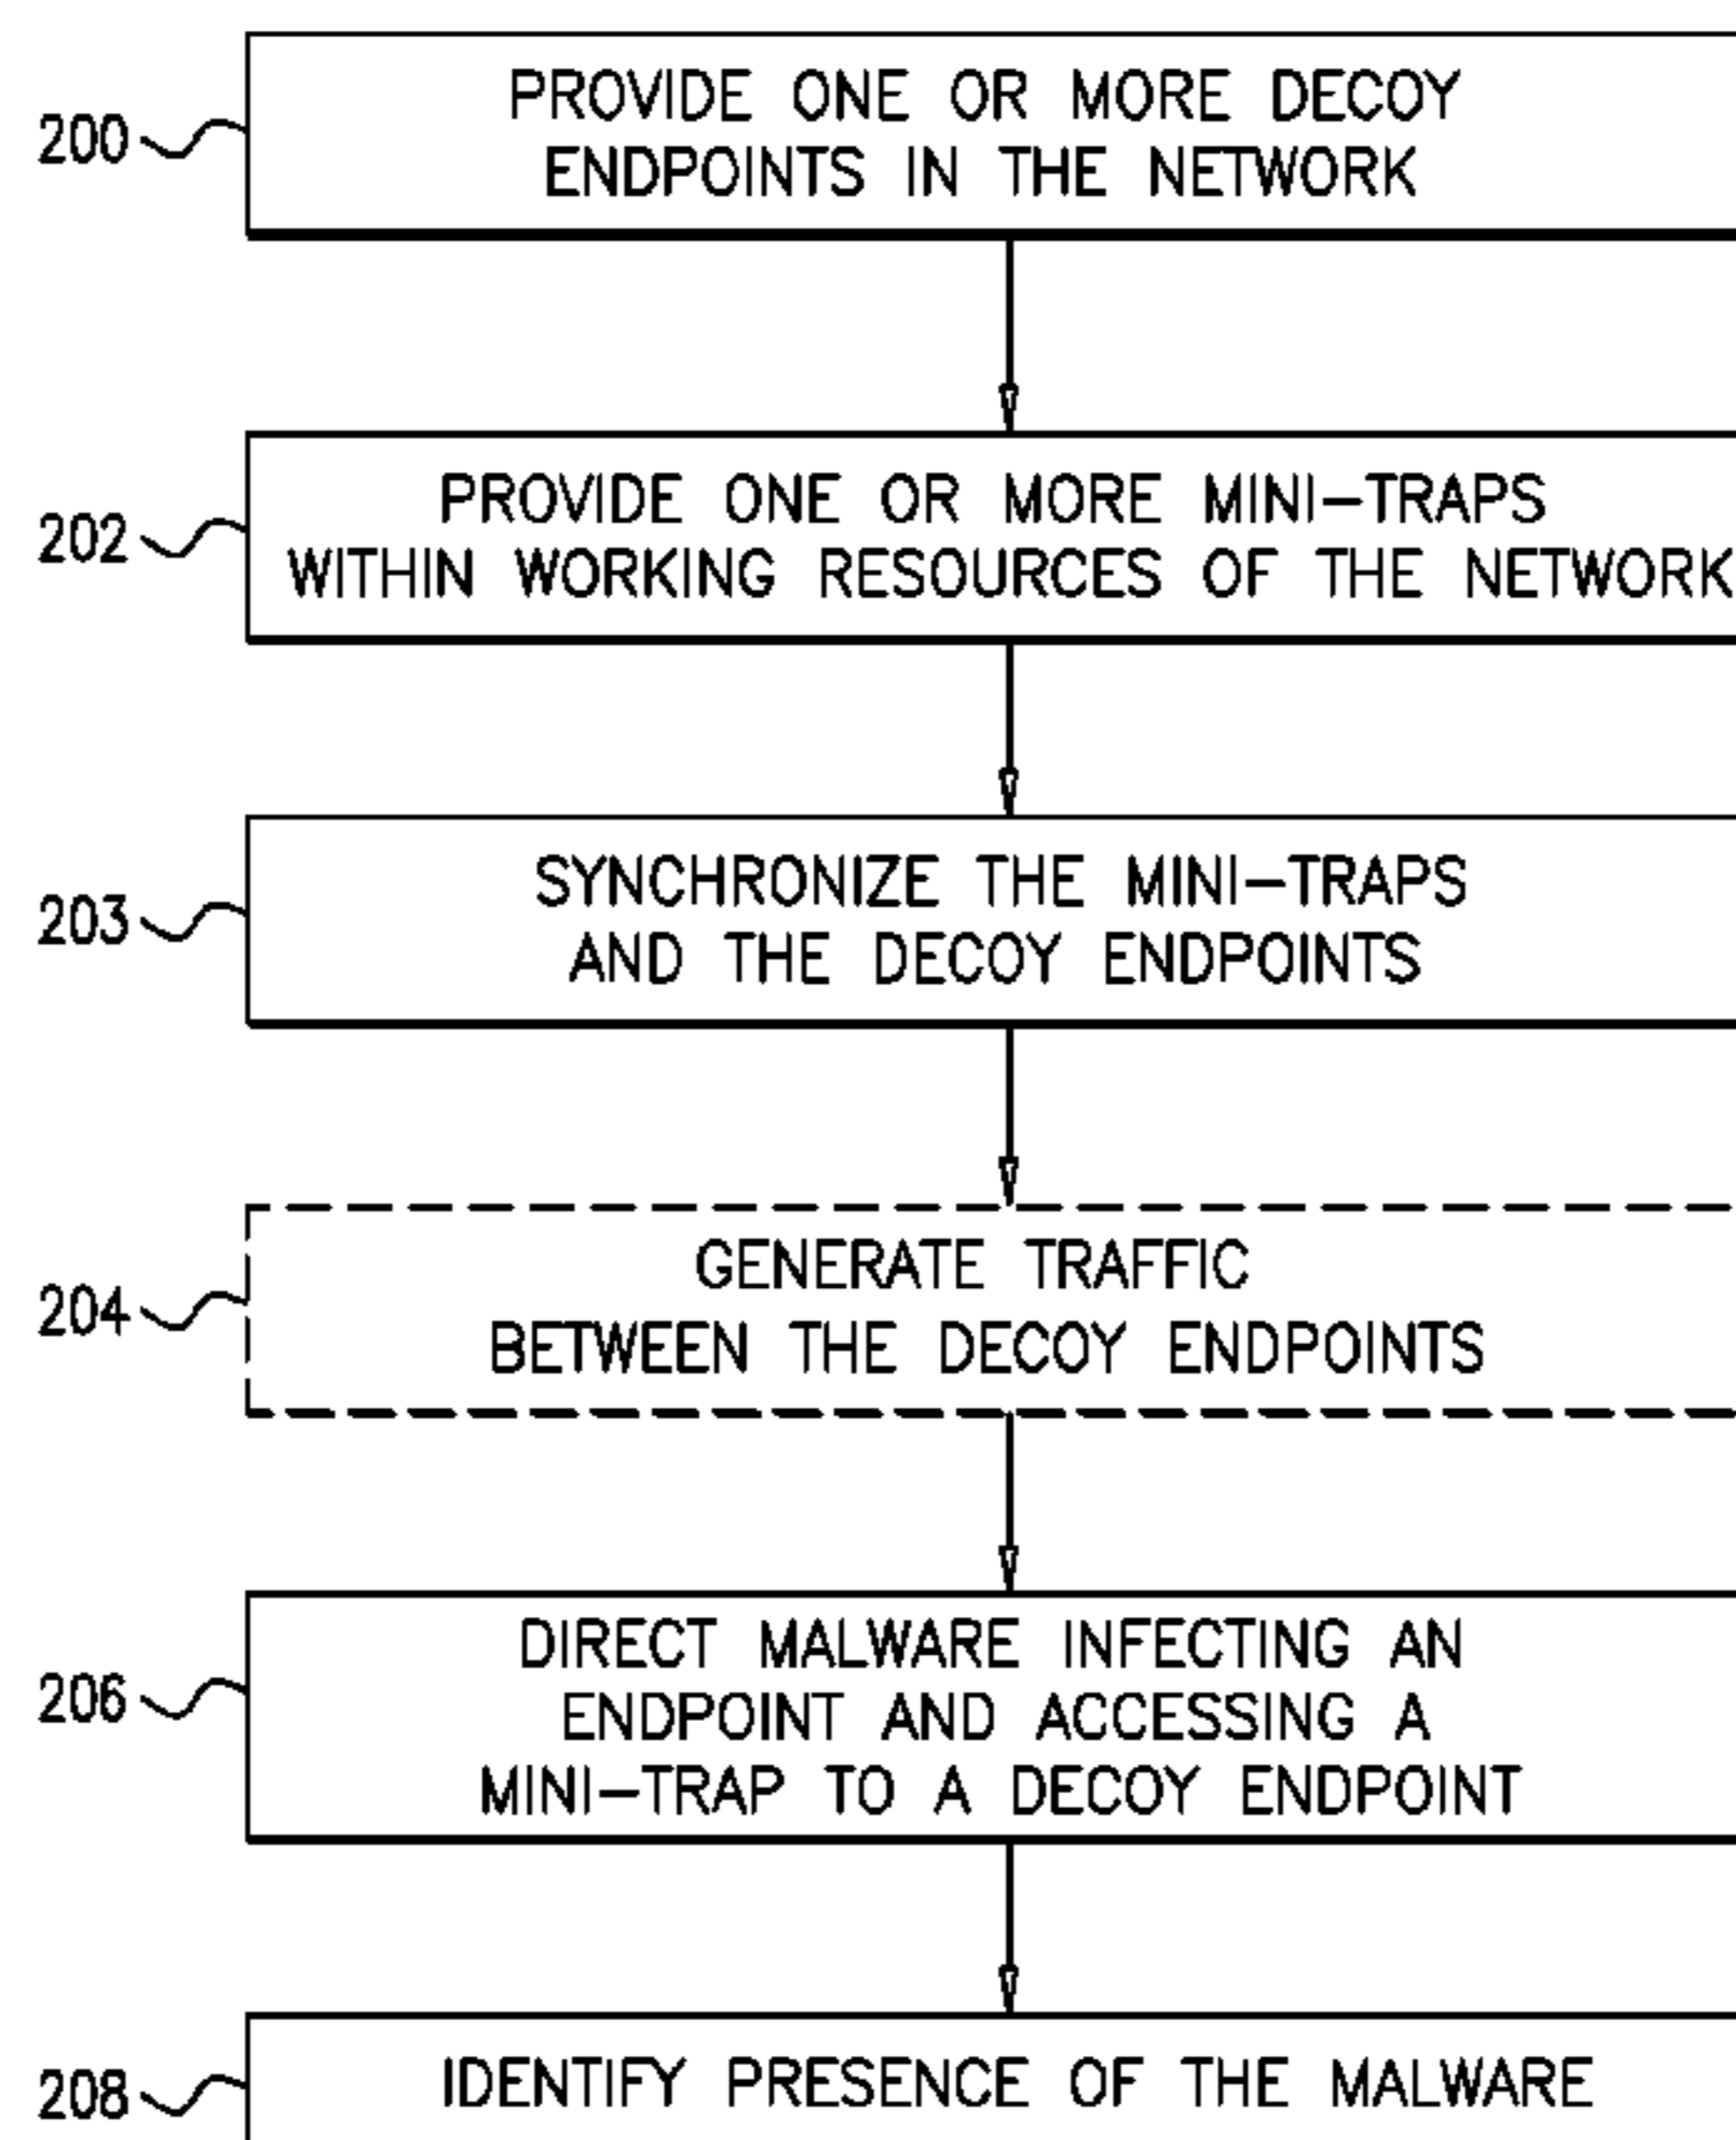 PROVIDE ONE OR MORE DECOY
ENDPOINTS IN THE NETWORK
200
PROVIDE ONE OR MORE MINI-TRAPS
WITHIN WORKING RESOURCES OF THE NETWORK
202
SYNCHRONIZE THE MINI-TRAPS
AND THE DECOY ENDPOINTS
203
GENERATE TRAFFIC
BETWEEN THE DECOY ENDPOINTS
204
DIRECT MALWARE INFECTING AN
ENDPOINT AND ACCESSING A
MINI-TRAP TO A DECOY ENDPOINT
206
IDENTIFY PRESENCE OF THE MALWARE
208